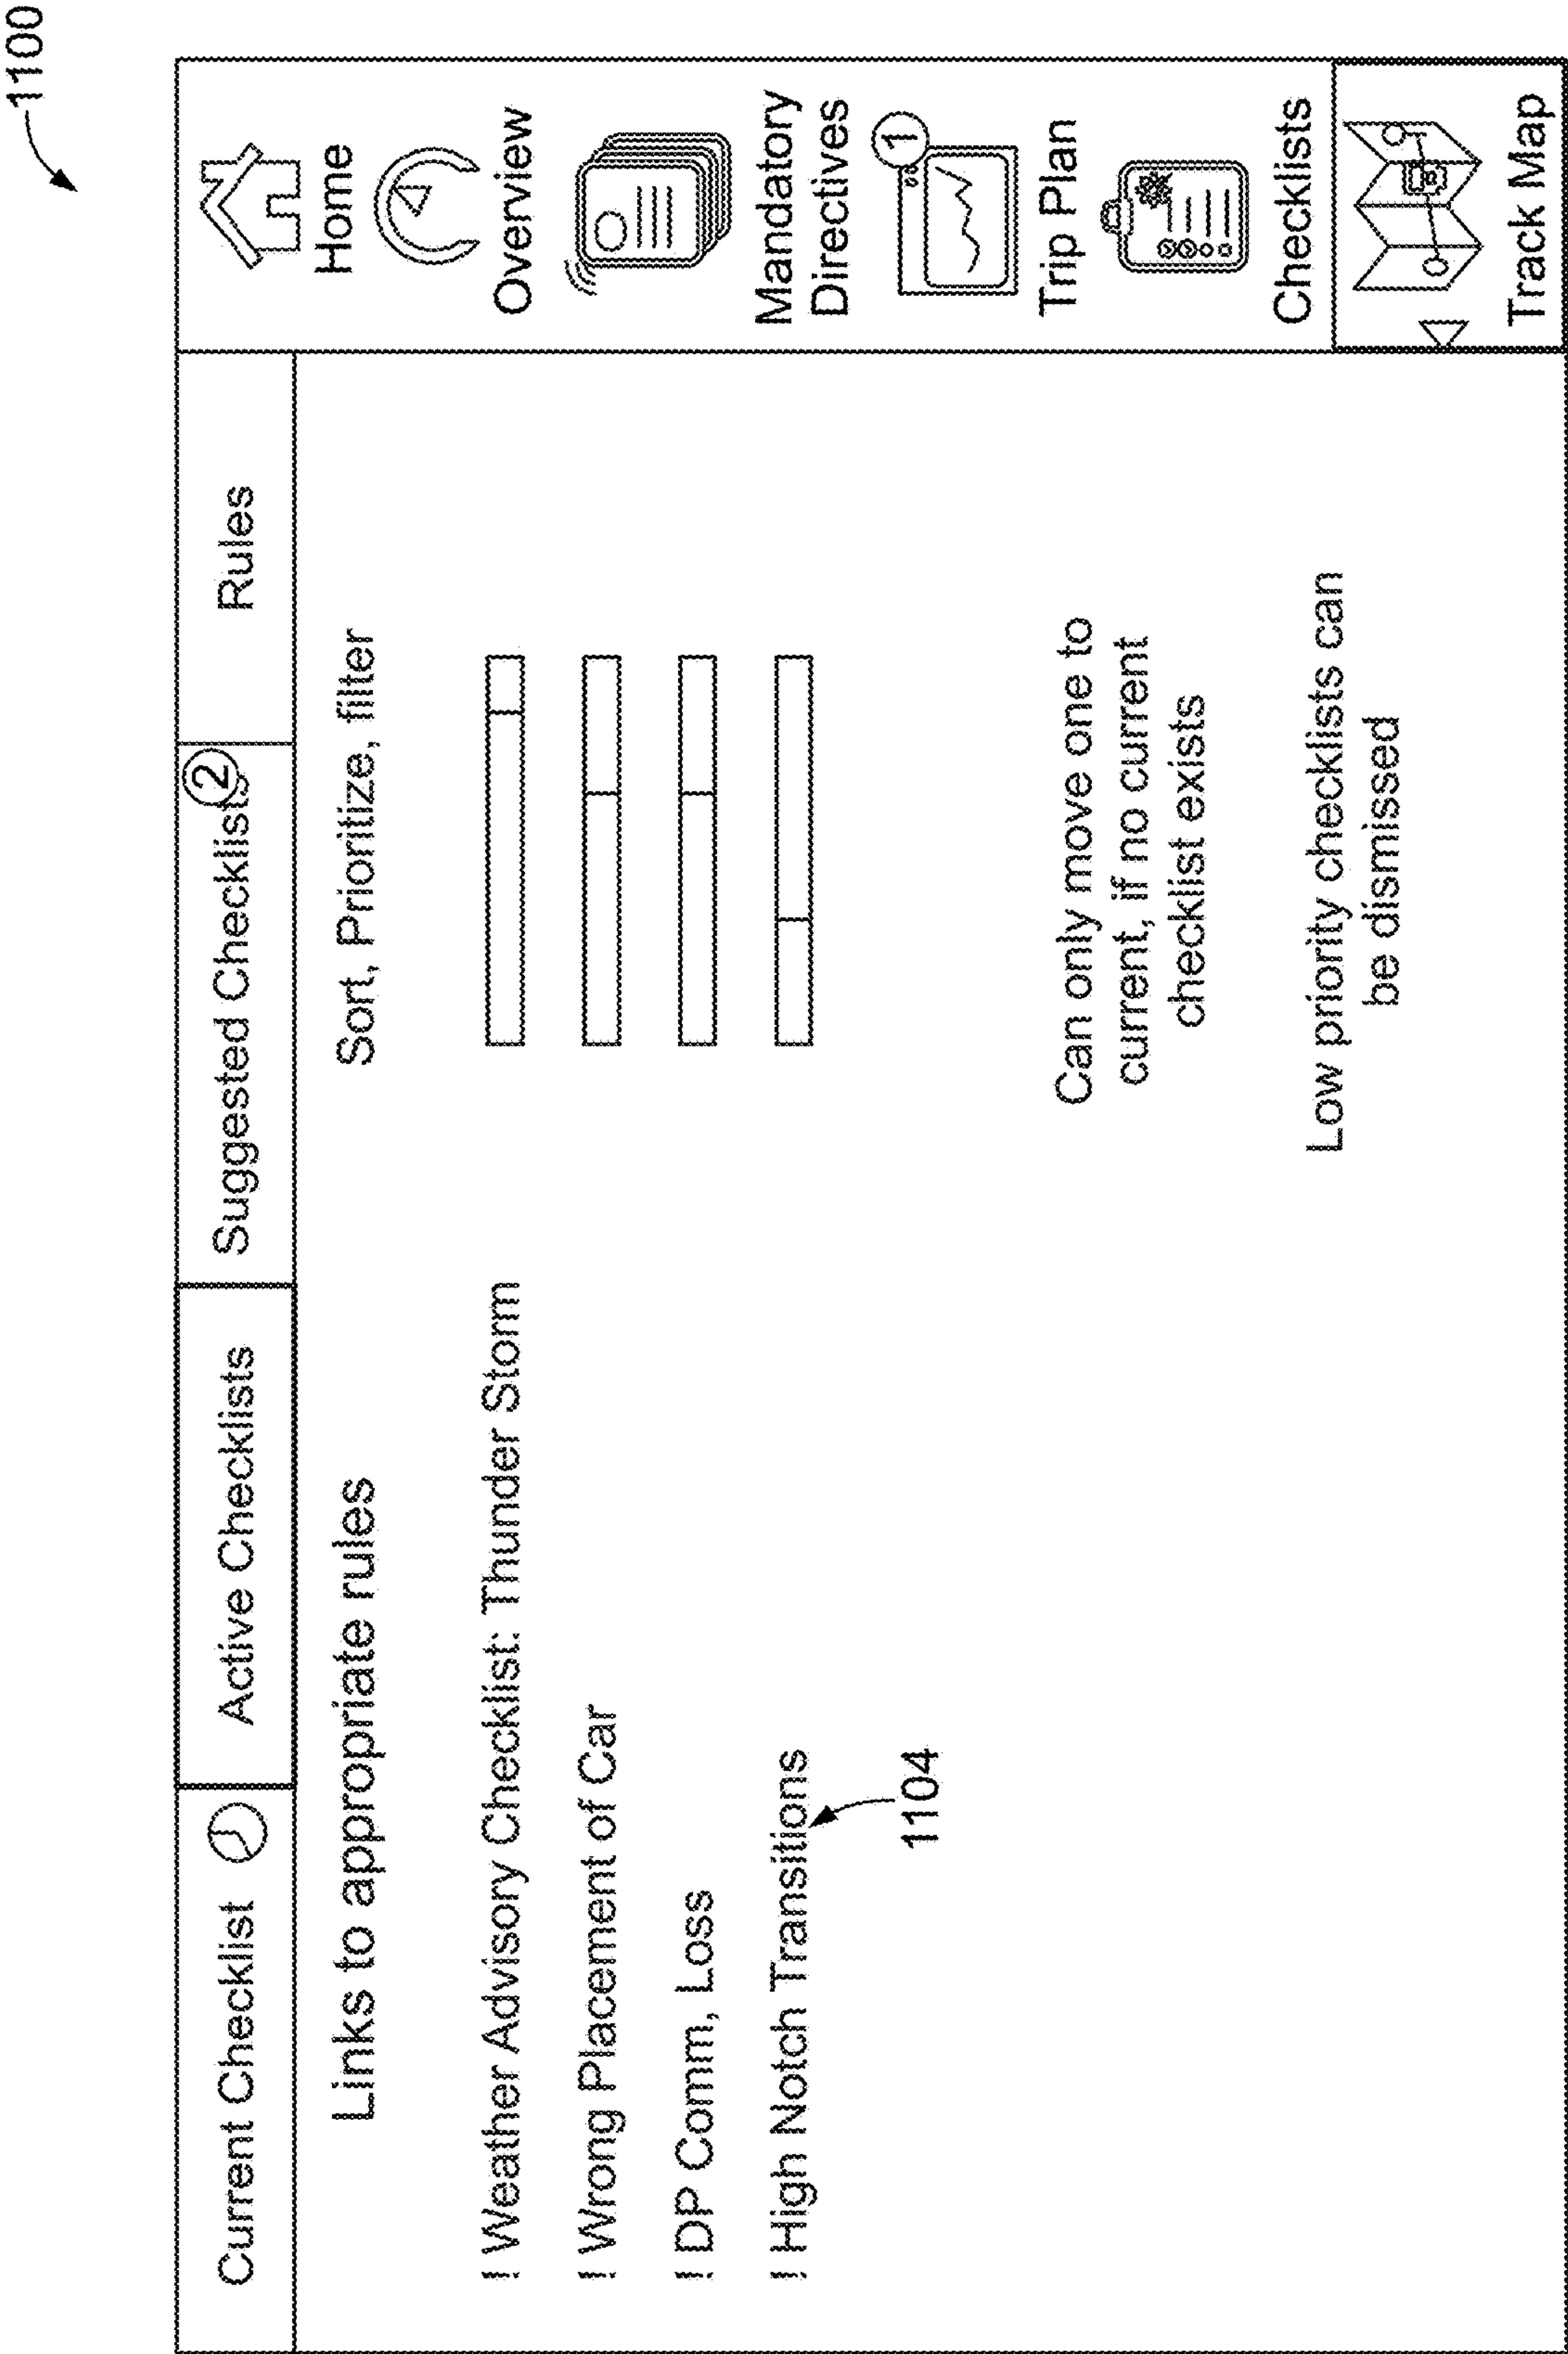 1100
Current Checklist
Active Checklists
Suggested Checklists
2
Rules
Links to appropriate rules
Sort, Prioritize, filter
! Weather Advisory Checklist: Thunder Storm
! Wrong Placement of Car
! DP Comm, Loss
! High Notch Transitions
1104
Can only move one to
current, if no current
checklist exists
Low priority checklists can
be dismissed
Home
Overview
Mandatory
Directives
1
Trip Plan
Checklists
Track Map